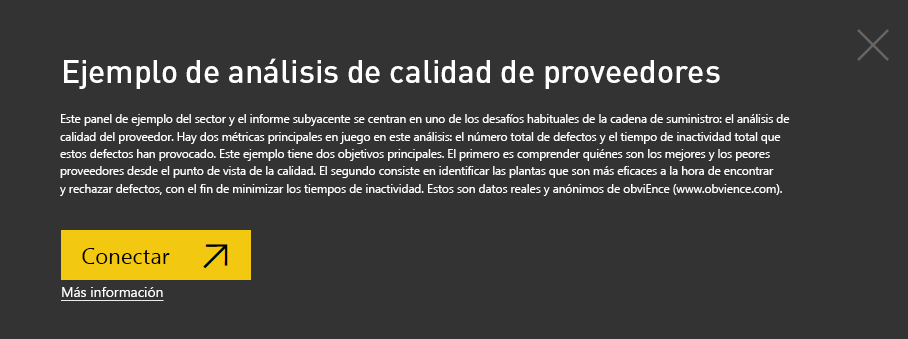 Ejemplo de análisis de calidad de proveedores
Este panel de ejemplo del sector y el informe subyacente se centran en uno de los desafíos habituales de la cadena de suministro: el análisis de
calidad del proveedor. Hay dos métricas principales en juego en este análisis: el número total de defectos y el tiempo de inactividad total que
estos defectos han provocado. Este ejemplo tiene dos objetivos principales. El primero es comprender quiénes son los mejores y los peores
proveedores desde el punto de vista de la calidad. El segundo consiste en identificar las plantas que son más eficaces a la hora de encontrar
y rechazar defectos, con el fin de minimizar los tiempos de inactividad. Estos son datos reales y anónimos de obviEnce (www.obvience.com).
Conectar
Más información